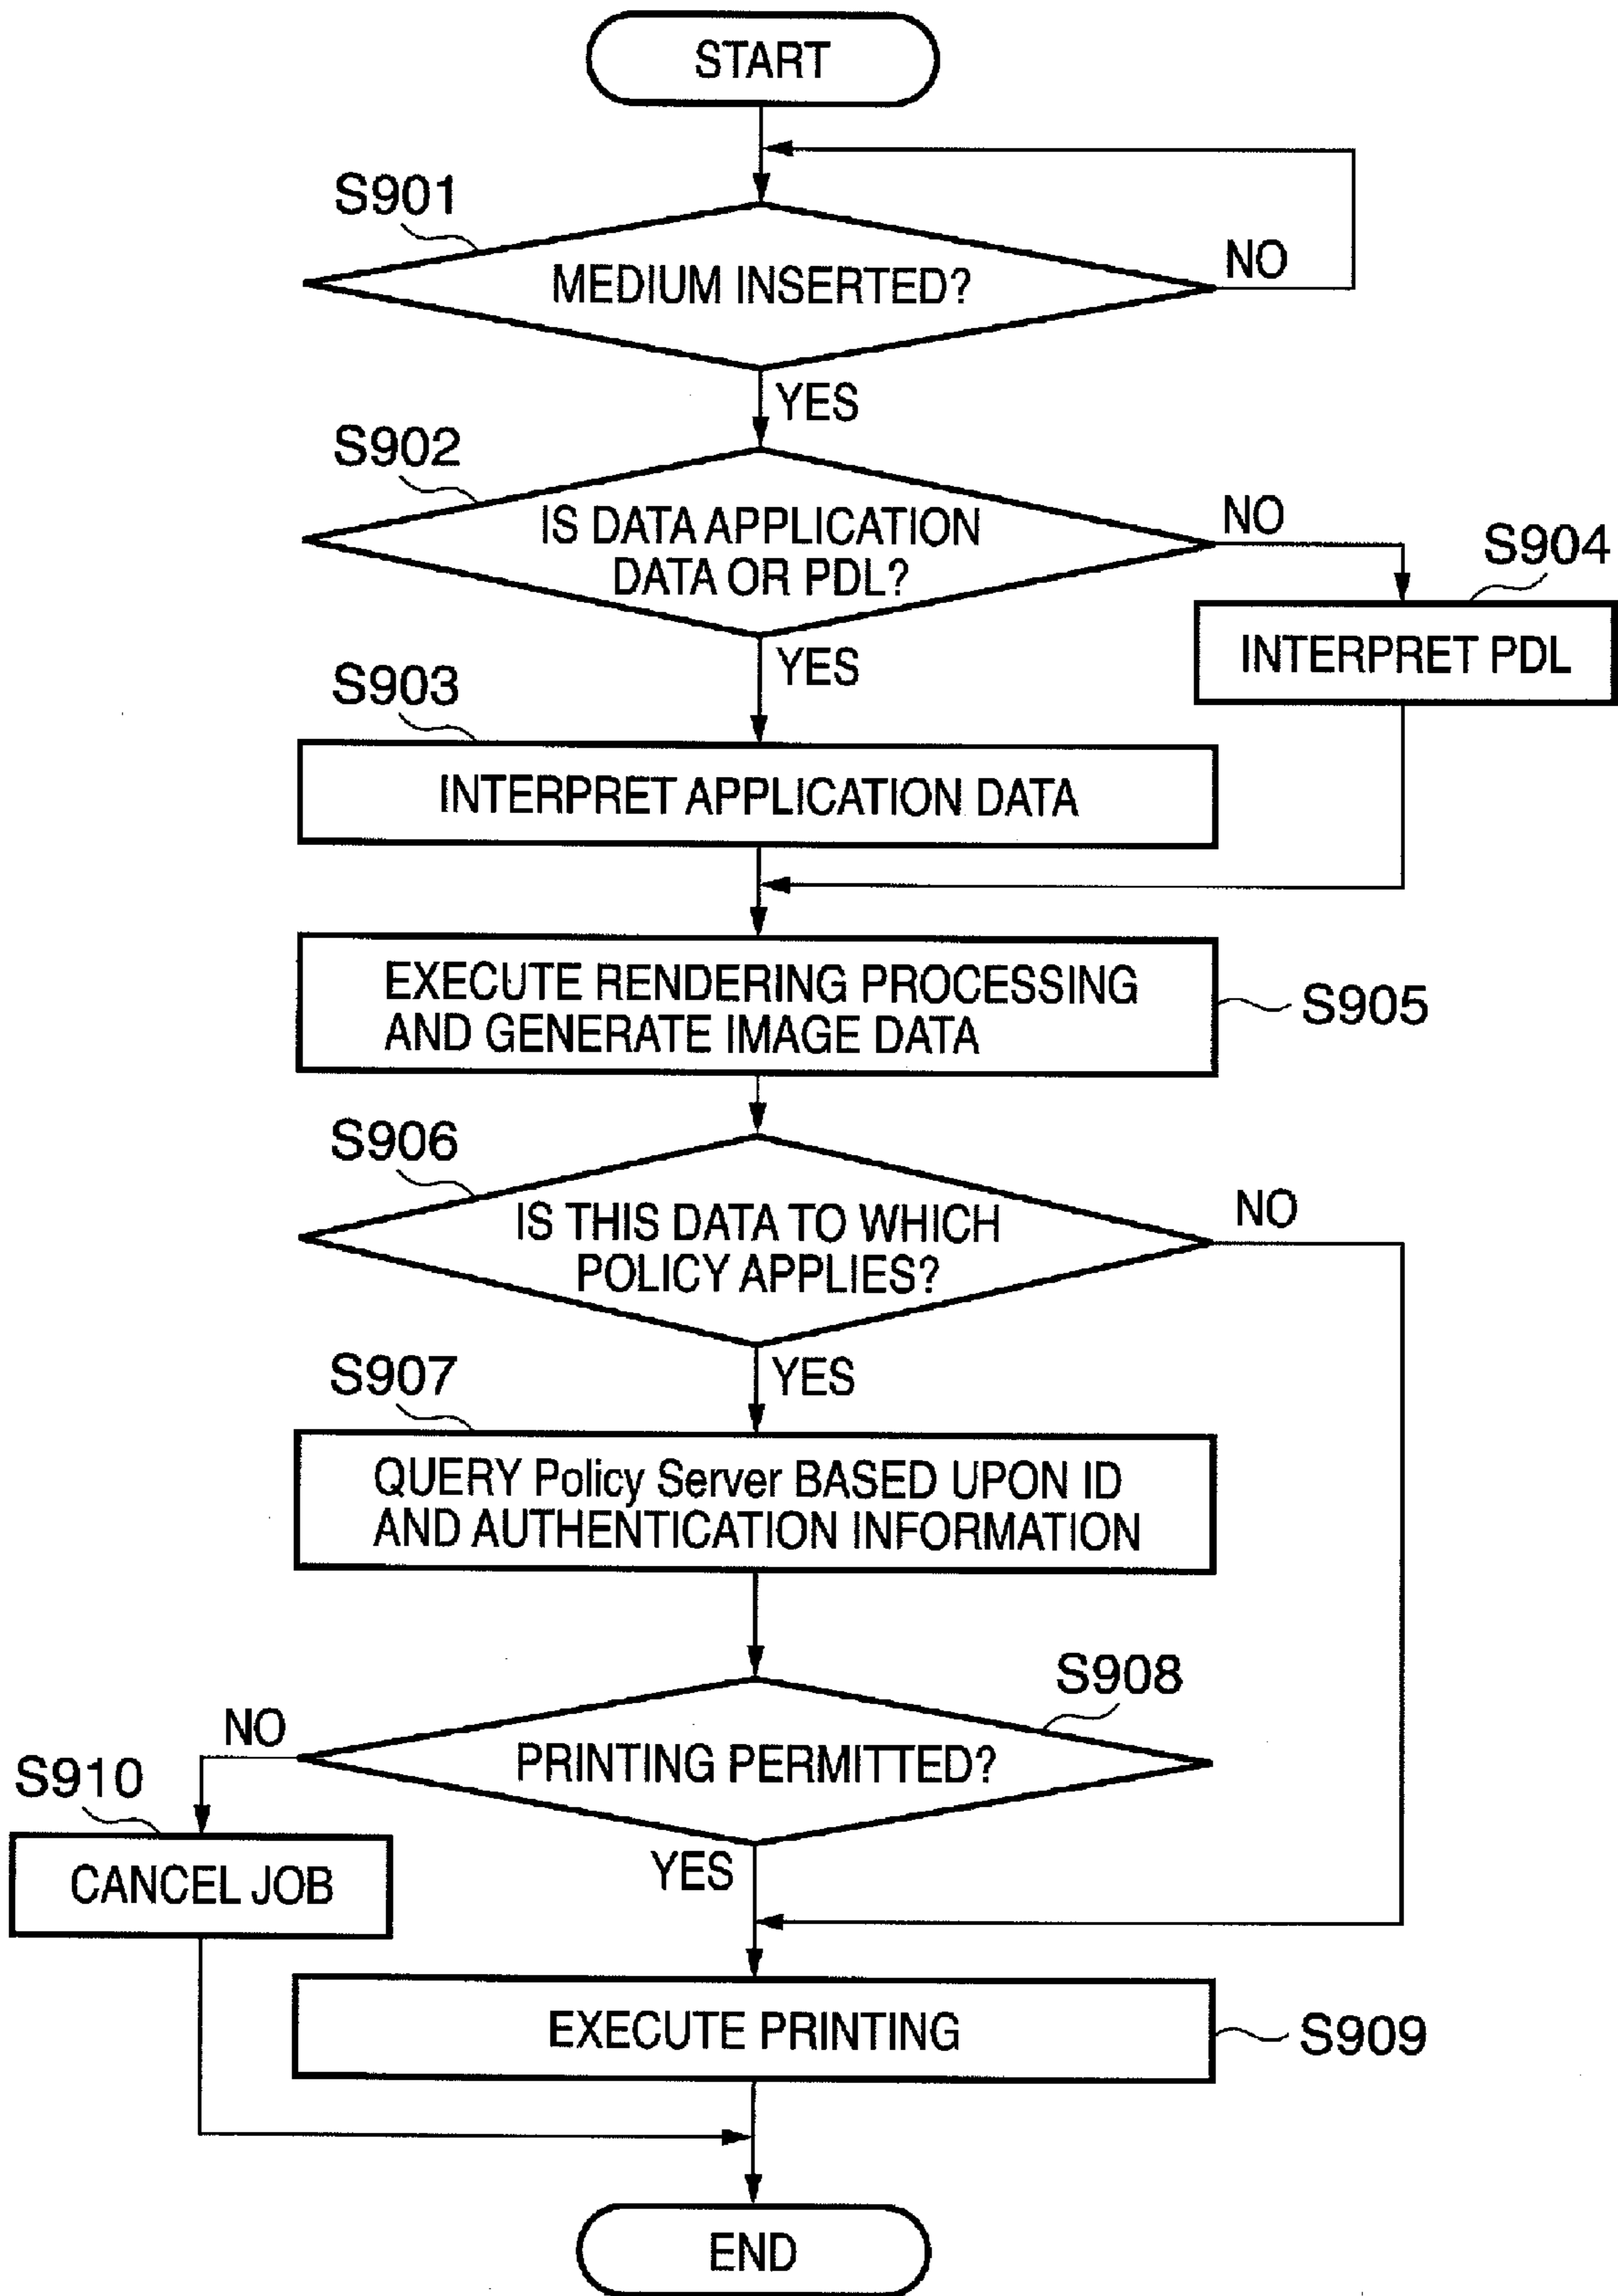 START
S901
MEDIUM INSERTED?
NO
YES
S902
IS DATA APPLICATION
DATA OR PDL?
NO
S904
INTERPRET PDL
YES
S903
INTERPRET APPLICATION DATA
EXECUTE RENDERING PROCESSING
AND GENERATE IMAGE DATA
S905
S906
IS THIS DATA TO WHICH
POLICY APPLIES?
NO
YES
S907
QUERY Policy Server BASED UPON ID
AND AUTHENTICATION INFORMATION
S908
PRINTING PERMITTED?
NO
S910
CANCEL JOB
YES
EXECUTE PRINTING
S909
END